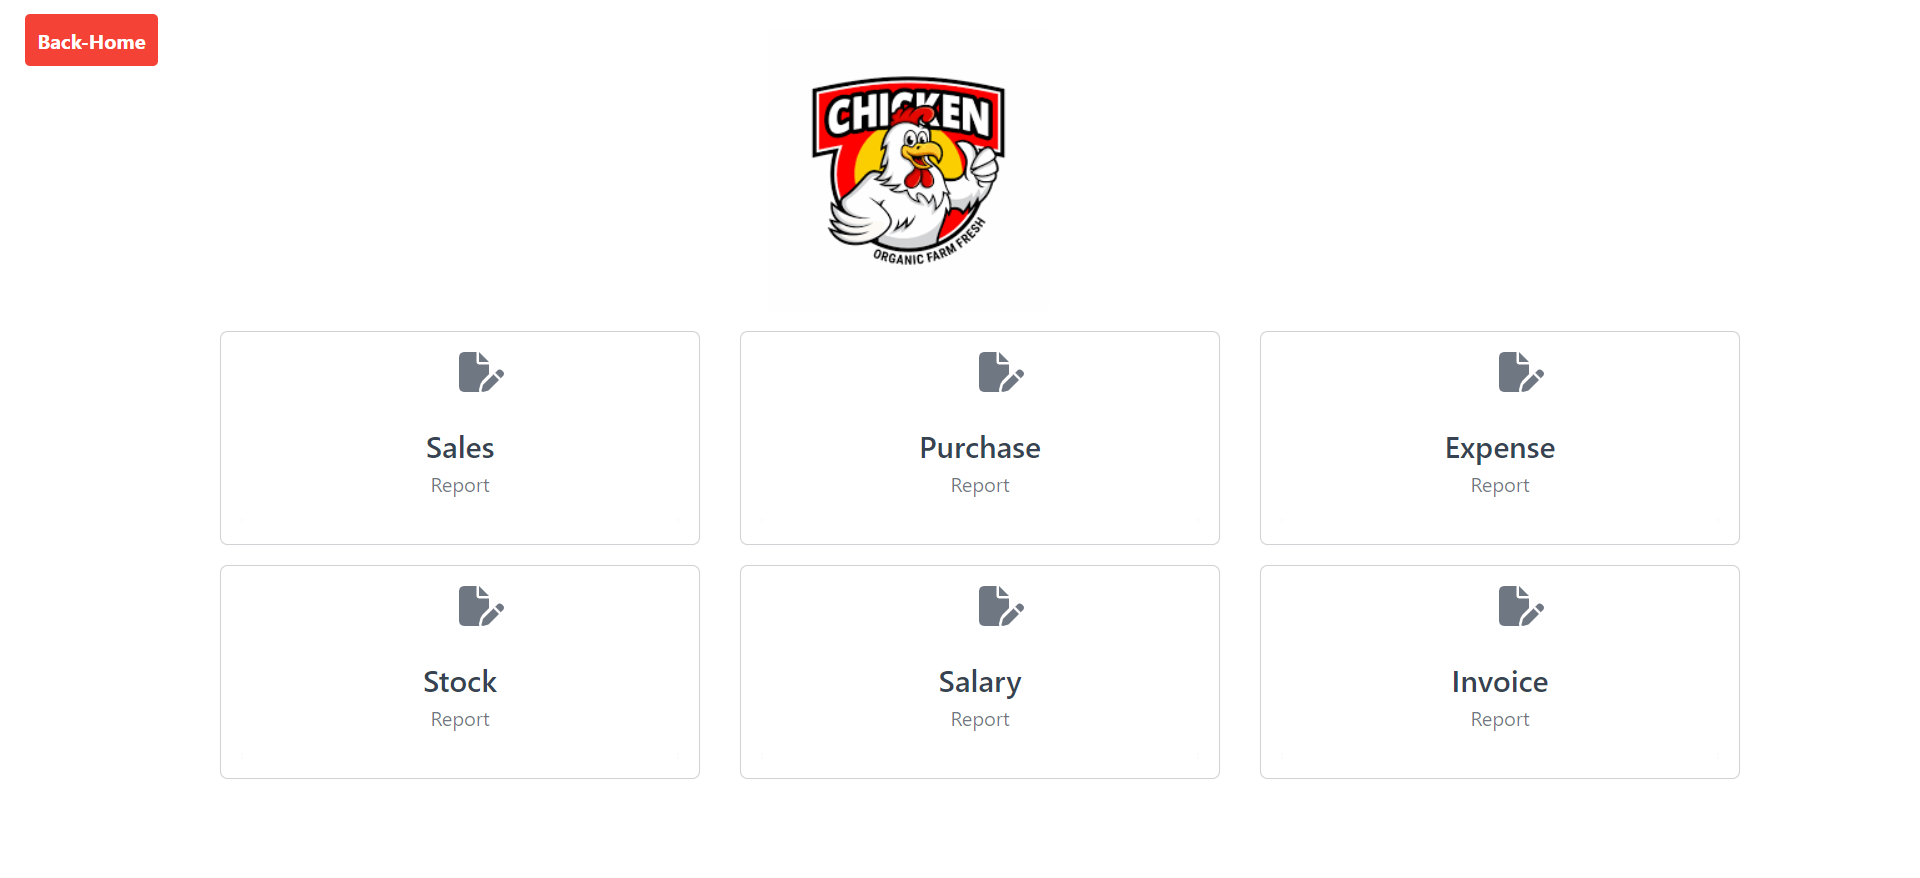 Back-Home
CHICKEN
ORGANIC FARM FRESH
Sales
Report
Purchase
Report
Expense
Report
Stock
Report
Salary
Report
Invoice
Report